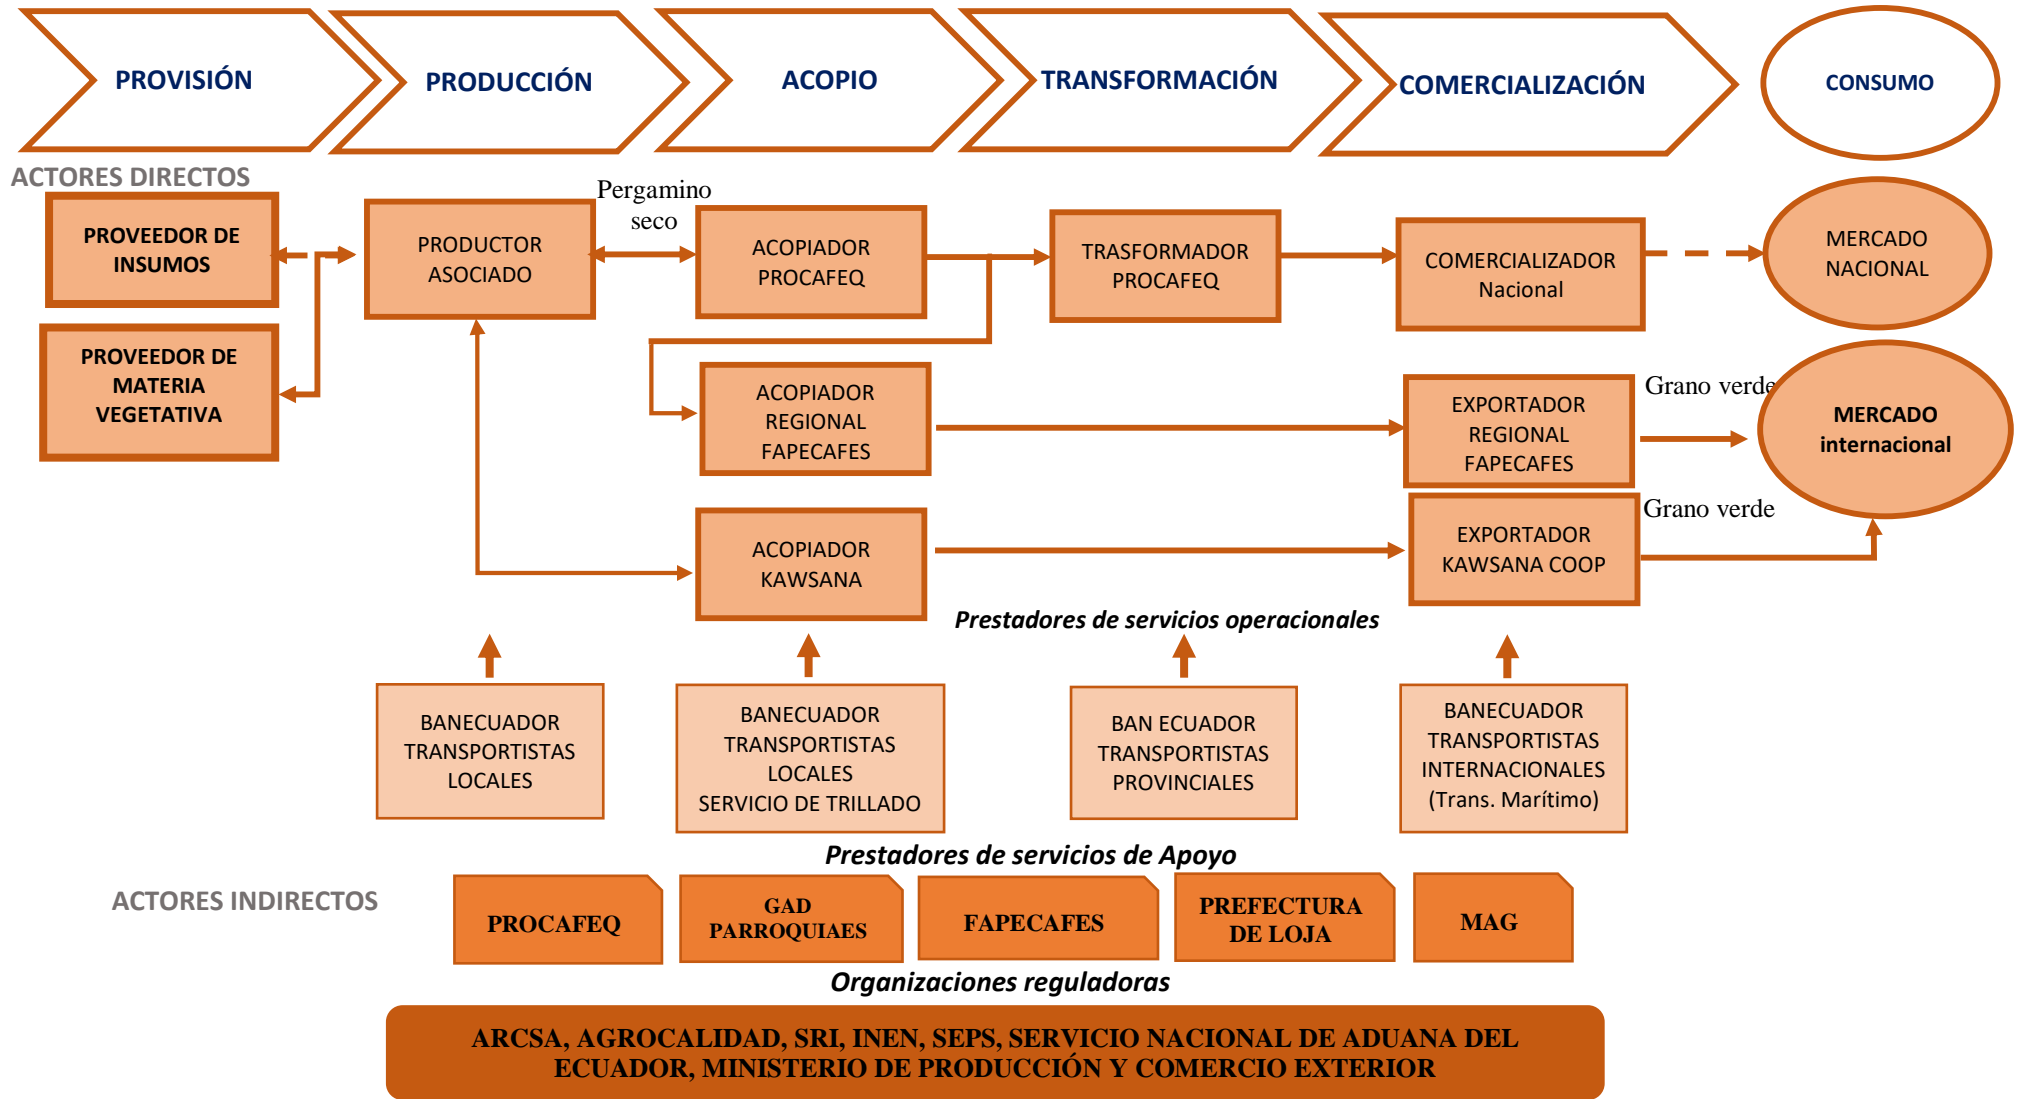 PROVISIÓN
PRODUCCIÓN
ACOPIO
TRANSFORMACIÓN
COMERCIALIZACIÓN
CONSUMO
ACTORES DIRECTOS
PROVEEDOR DE
INSUMOS
PRODUCTOR
ASOCIADO
Pergamino
seco
ACOPIADOR
PROCAFEQ
TRASFORMADOR
PROCAFEQ
COMERCIALIZADOR
Nacional
MERCADO
NACIONAL
PROVEEDOR DE
MATERIA
VEGETATIVA
ACOPIADOR
REGIONAL
FAPECAFES
EXPORTADOR
REGIONAL
FAPECAFES
Grano verde
MERCADO
internacional
ACOPIADOR
KAWSANA
EXPORTADOR
KAWSANA COOP
Grano verde
Prestadores de servicios operacionales
BANECUADOR
TRANSPORTISTAS
LOCALES
BANECUADOR
TRANSPORTISTAS
LOCALES
SERVICIO DE TRILLADO
BAN ECUADOR
TRANSPORTISTAS
PROVINCIALES
BANECUADOR
TRANSPORTISTAS
INTERNACIONALES
(Trans. Marítimo)
Prestadores de servicios de Apoyo
ACTORES INDIRECTOS
PROCAFEQ
GAD
PARROQUIAES
FAPECAFES
PREFECTURA
DE LOJA
MAG
Organizaciones reguladoras
ARCSA, AGROCALIDAD, SRI, INEN, SEPS, SERVICIO NACIONAL DE ADUANA DEL
ECUADOR, MINISTERIO DE PRODUCCIÓN Y COMERCIO EXTERIOR